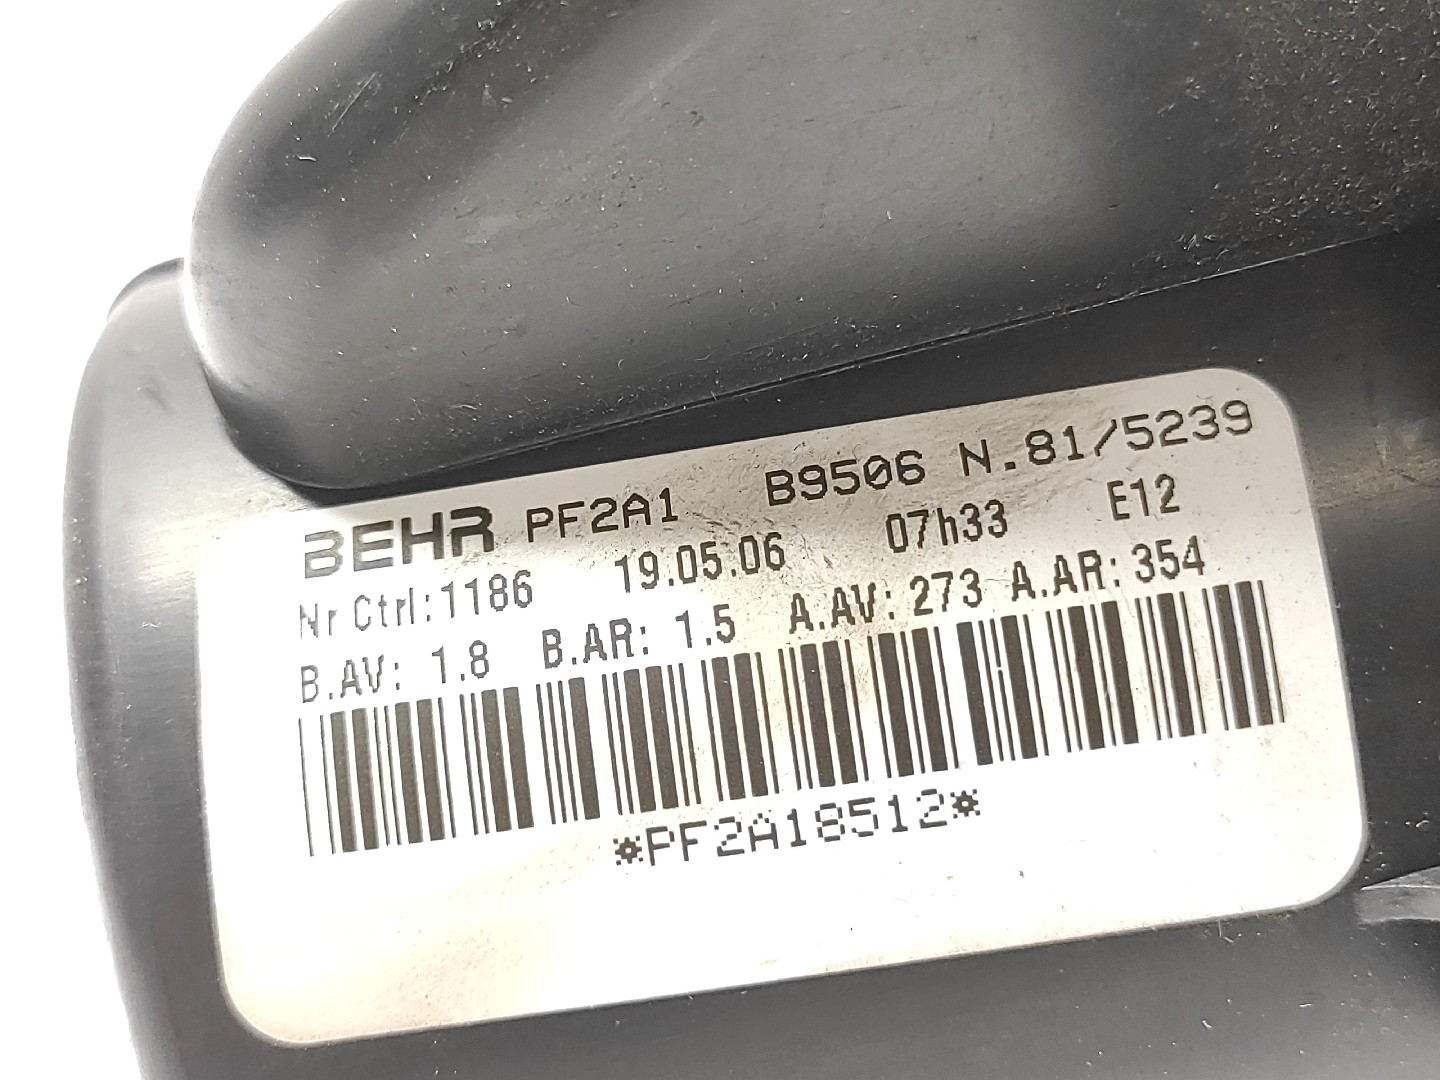 BEHR PF2A1 B9506 N.81/5239
Nr Ctrl:1186 19.05.06 07h33 E12
B.AV: 1.8 B.AR: 1.5 A.AV: 273 A.AR: 354
*PF2A18512*